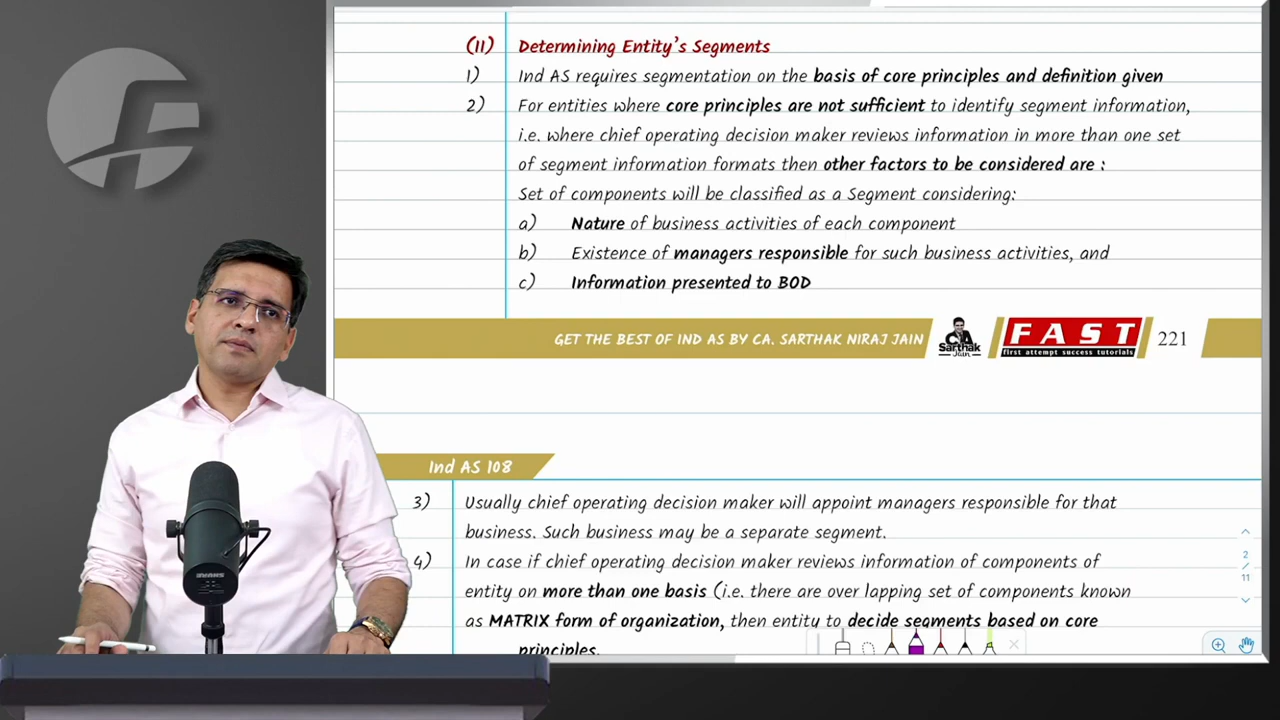 (II) Determining Entity's Segments
1) Ind AS requires segmentation on the basis of core principles and definition given
2) For entities where core principles are not sufficient to identify segment information,
i.e. where chief operating decision maker reviews information in more than one set
of segment information formats then other factors to be considered are :
Set of components will be classified as a Segment considering:
a) Nature of business activities of each component
b) Existence of managers responsible for such business activities, and
c) Information presented to BOD
GET THE BEST OF IND AS BY CA. SARTHAK NIRAJ JAIN
Sarthak
Jain
FAST
first attempt success tutorials
221
Ind AS 108
3) Usually chief operating decision maker will appoint managers responsible for that
business. Such business may be a separate segment.
4) In case if chief operating decision maker reviews information of components of
entity on more than one basis (i.e. there are over lapping set of components known
as MATRIX form of organization, then entity to decide segments based on core
principles.
2
/
11